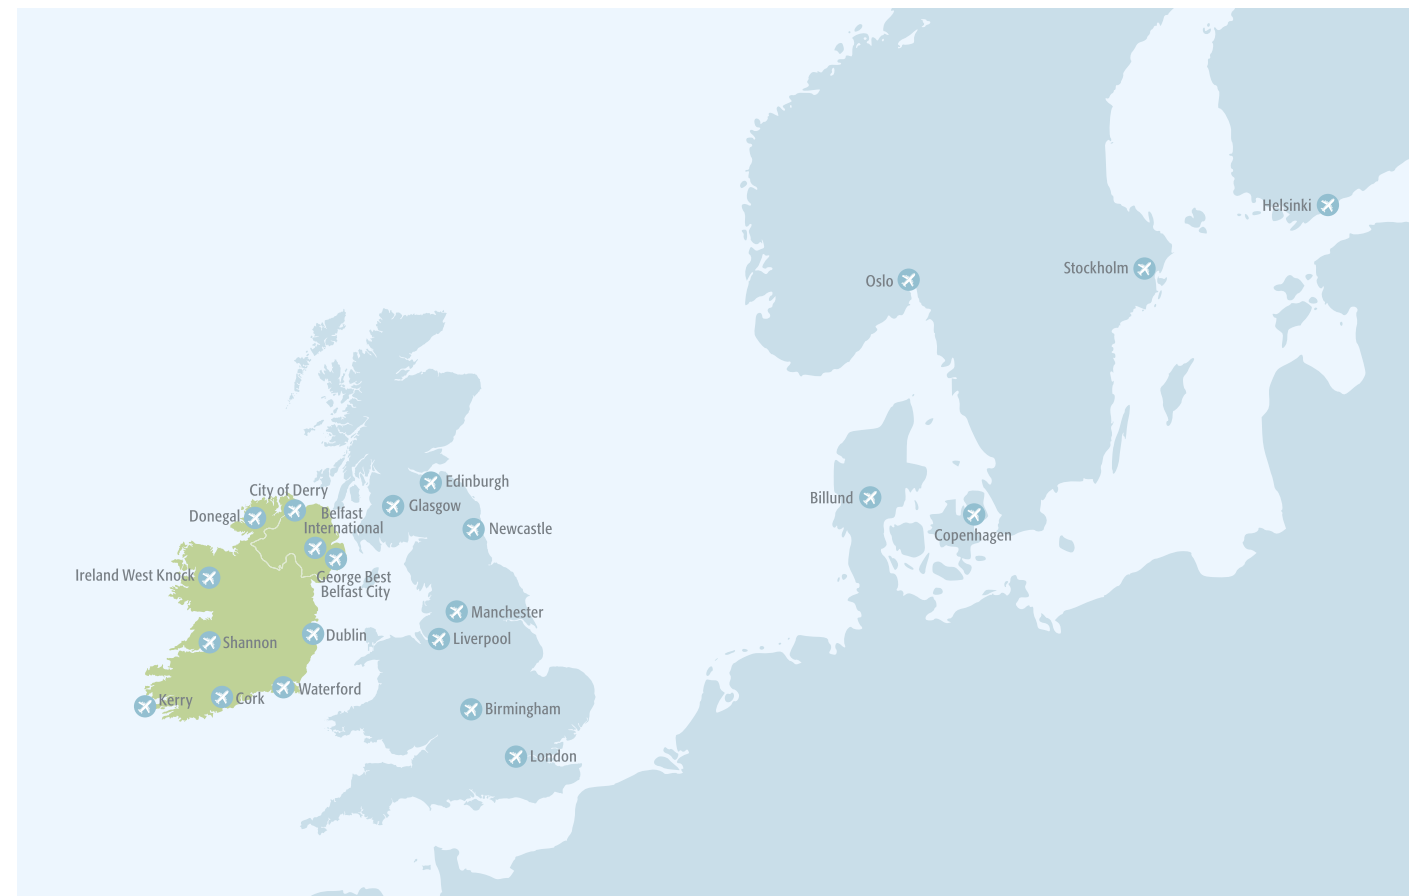 Helsinki
Stockholm
Oslo
Edinburgh
City of Derry
Billund
Glasgow
Donegal
Belfast
International
Newcastle
Copenhagen
Ireland West Knock
George Best
Belfast City
Manchester
Dublin
Liverpool
Shannon
Waterford
Kerry
Cork
Birmingham
London